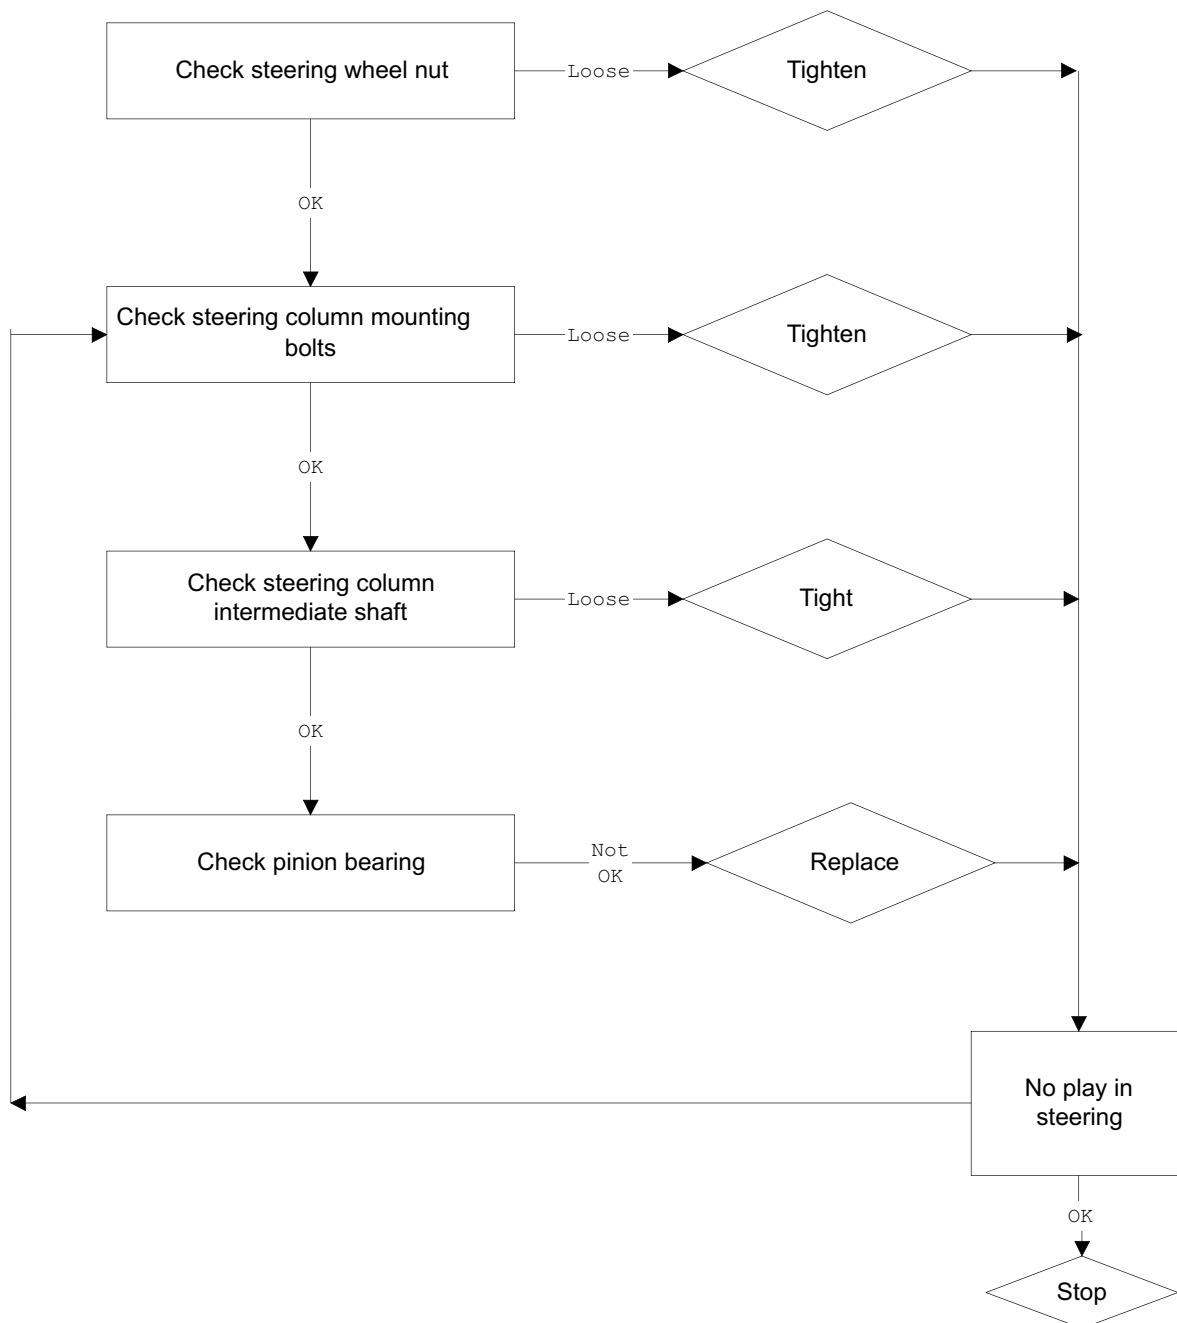 Check steering wheel nut
Loose
Tighten
OK
Check steering column mounting
bolts
Loose
Tighten
OK
Check steering column
intermediate shaft
Loose
Tight
OK
Check pinion bearing
Not
OK
Replace
No play in
steering
OK
Stop